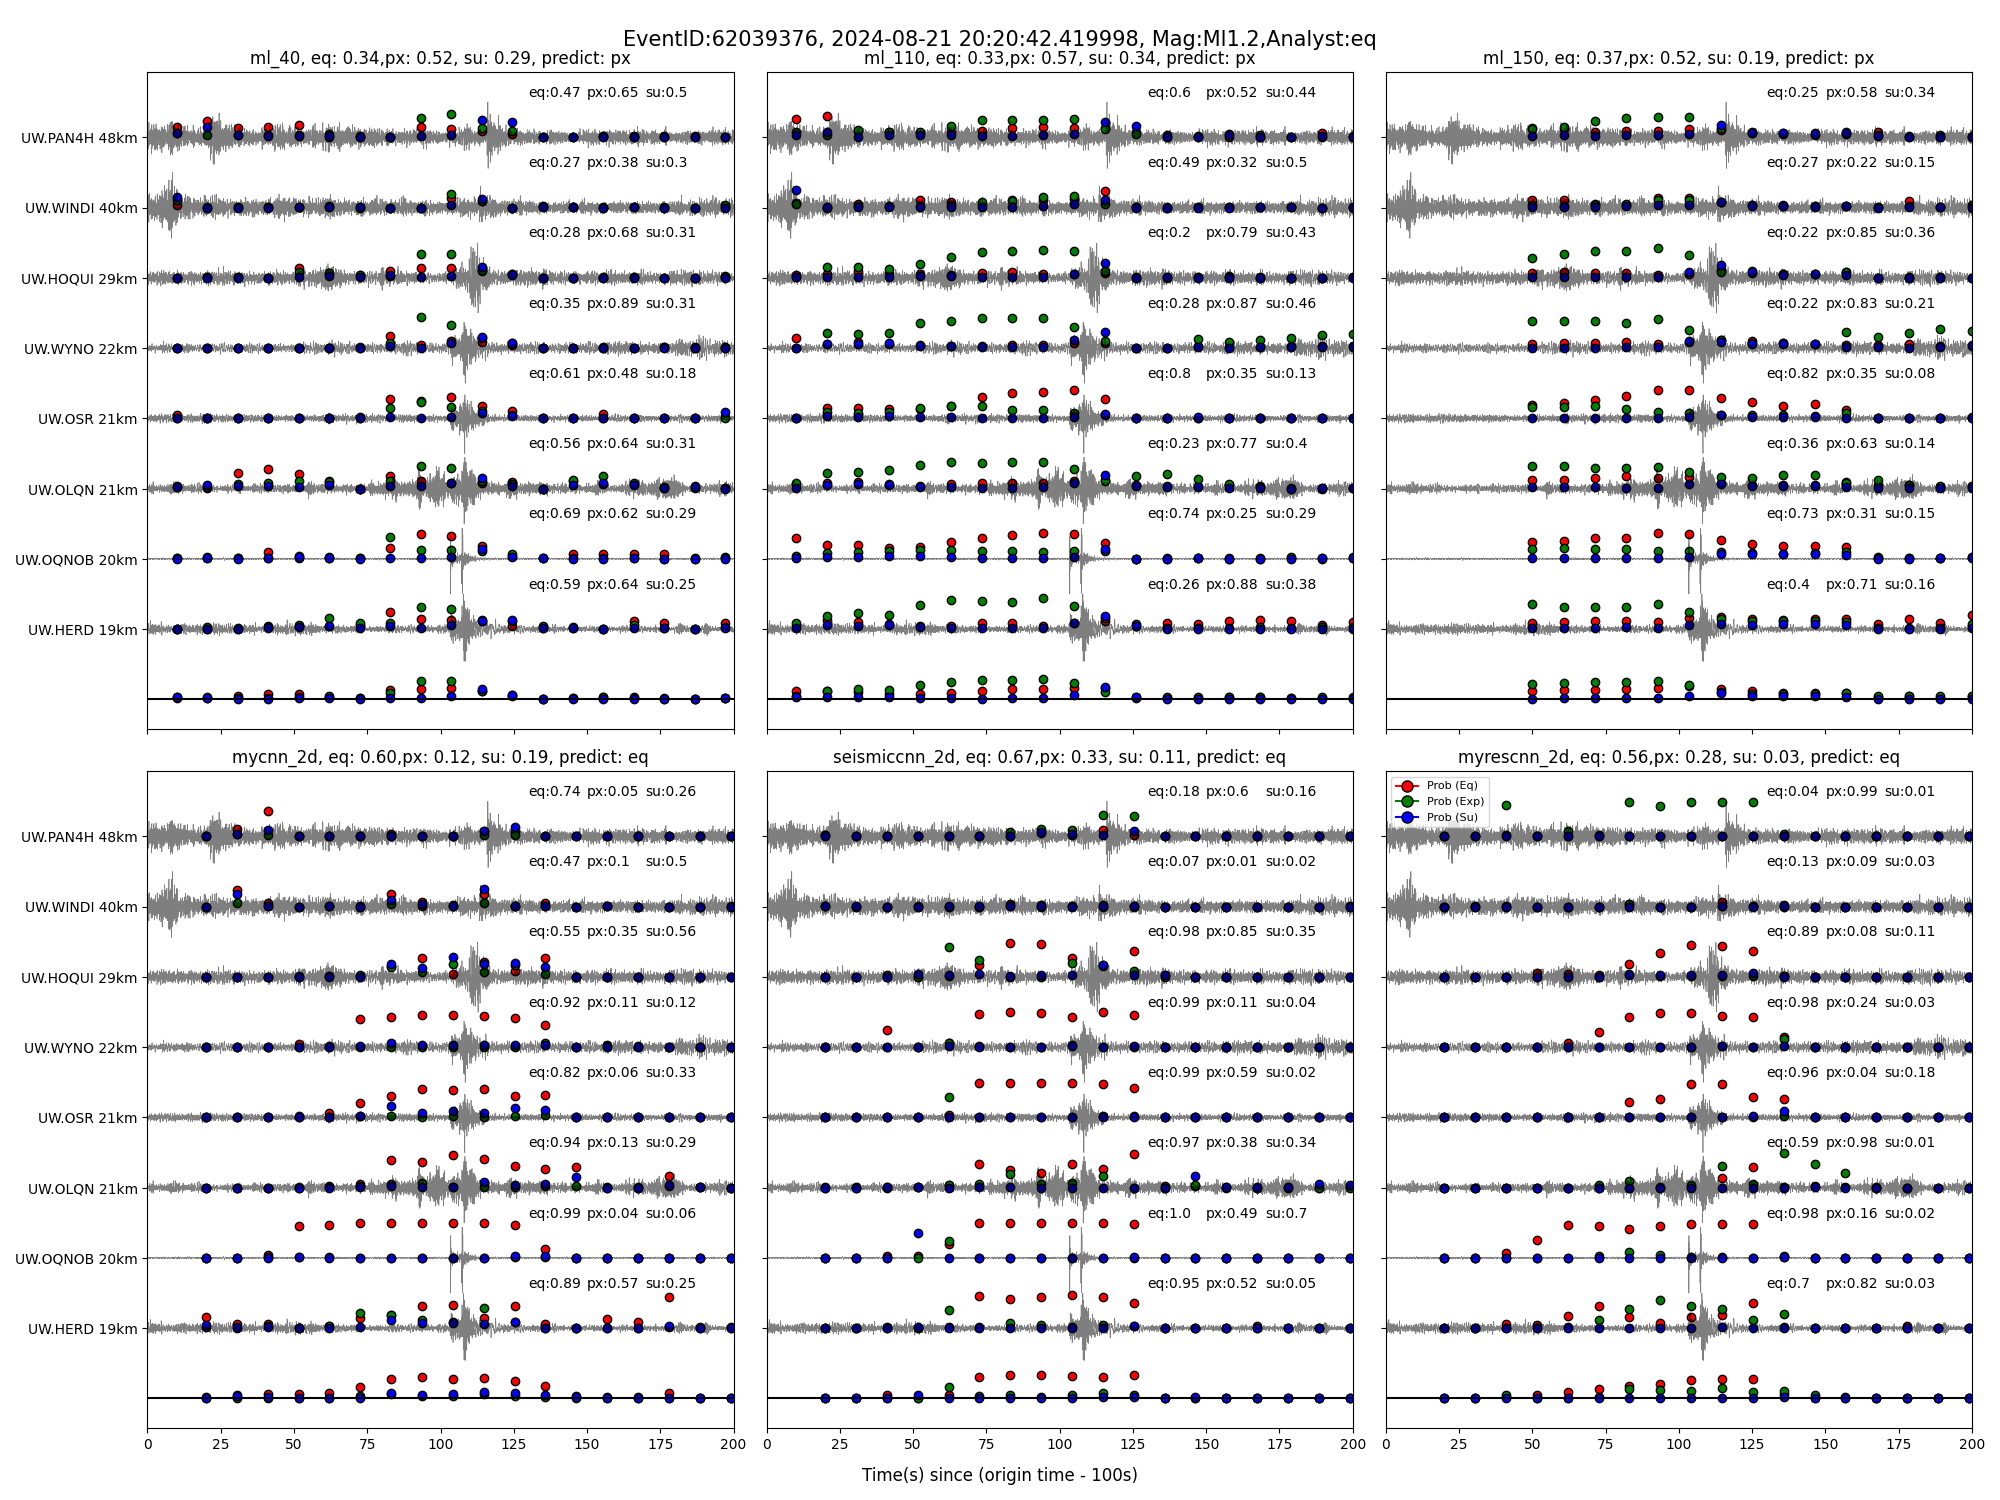 EventID:62039376, 2024-08-21 20:20:42.419998, Mag:Ml1.2,Analyst:eq
ml_40, eq: 0.34,px: 0.52, su: 0.29, predict: px
UW.PAN4H 48km eq:0.47 px:0.65 su:0.5
UW.WINDI 40km eq:0.27 px:0.38 su:0.3
UW.HOQUI 29km eq:0.28 px:0.68 su:0.31
UW.WYNO 22km eq:0.35 px:0.89 su:0.31
UW.OSR 21km eq:0.61 px:0.48 su:0.18
UW.OLQN 21km eq:0.56 px:0.64 su:0.31
UW.OQNOB 20km eq:0.69 px:0.62 su:0.29
UW.HERD 19km eq:0.59 px:0.64 su:0.25
ml_110, eq: 0.33,px: 0.57, su: 0.34, predict: px
eq:0.6 px:0.52 su:0.44
eq:0.49 px:0.32 su:0.5
eq:0.2 px:0.79 su:0.43
eq:0.28 px:0.87 su:0.46
eq:0.8 px:0.35 su:0.13
eq:0.23 px:0.77 su:0.4
eq:0.74 px:0.25 su:0.29
eq:0.26 px:0.88 su:0.38
ml_150, eq: 0.37,px: 0.52, su: 0.19, predict: px
eq:0.25 px:0.58 su:0.34
eq:0.27 px:0.22 su:0.15
eq:0.22 px:0.85 su:0.36
eq:0.22 px:0.83 su:0.21
eq:0.82 px:0.35 su:0.08
eq:0.36 px:0.63 su:0.14
eq:0.73 px:0.31 su:0.15
eq:0.4 px:0.71 su:0.16
mycnn_2d, eq: 0.60,px: 0.12, su: 0.19, predict: eq
UW.PAN4H 48km eq:0.74 px:0.05 su:0.26
UW.WINDI 40km eq:0.47 px:0.1 su:0.5
UW.HOQUI 29km eq:0.55 px:0.35 su:0.56
UW.WYNO 22km eq:0.92 px:0.11 su:0.12
UW.OSR 21km eq:0.82 px:0.06 su:0.33
UW.OLQN 21km eq:0.94 px:0.13 su:0.29
UW.OQNOB 20km eq:0.99 px:0.04 su:0.06
UW.HERD 19km eq:0.89 px:0.57 su:0.25
0 25 50 75 100 125 150 175 200
seismiccnn_2d, eq: 0.67,px: 0.33, su: 0.11, predict: eq
eq:0.18 px:0.6 su:0.16
eq:0.07 px:0.01 su:0.02
eq:0.98 px:0.85 su:0.35
eq:0.99 px:0.11 su:0.04
eq:0.99 px:0.59 su:0.02
eq:0.97 px:0.38 su:0.34
eq:1.0 px:0.49 su:0.7
eq:0.95 px:0.52 su:0.05
0 25 50 75 100 125 150 175 200
myrescnn_2d, eq: 0.56,px: 0.28, su: 0.03, predict: eq
Prob (Eq)
Prob (Exp)
Prob (Su)
eq:0.04 px:0.99 su:0.01
eq:0.13 px:0.09 su:0.03
eq:0.89 px:0.08 su:0.11
eq:0.98 px:0.24 su:0.03
eq:0.96 px:0.04 su:0.18
eq:0.59 px:0.98 su:0.01
eq:0.98 px:0.16 su:0.02
eq:0.7 px:0.82 su:0.03
0 25 50 75 100 125 150 175 200
Time(s) since (origin time - 100s)